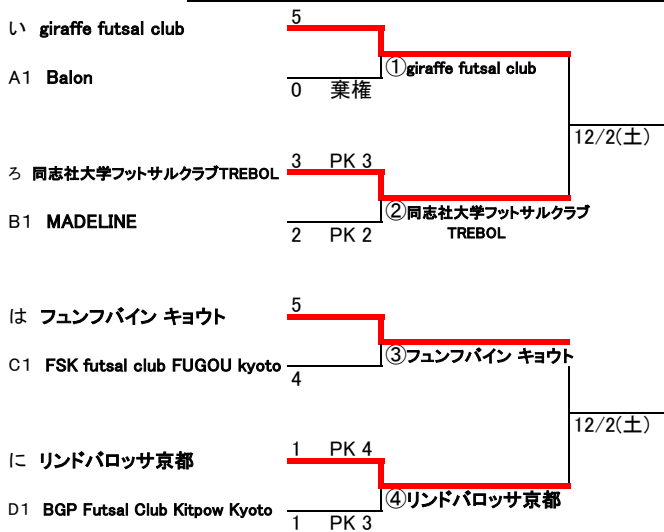 5
い giraffe futsal club
①giraffe futsal club
A1 Balon
0 棄権
12/2(土)
3 PK 3
ろ 同志社大学フットサルクラブTREBOL
②同志社大学フットサルクラブ
TREBOL
B1 MADELINE
2 PK 2
5
は フュンフバイン キョウト
③フュンフバイン キョウト
C1 FSK futsal club FUGOU kyoto
4
12/2(土)
1 PK 4
に リンドバロッサ京都
④リンドバロッサ京都
D1 BGP Futsal Club Kitpow Kyoto
1 PK 3